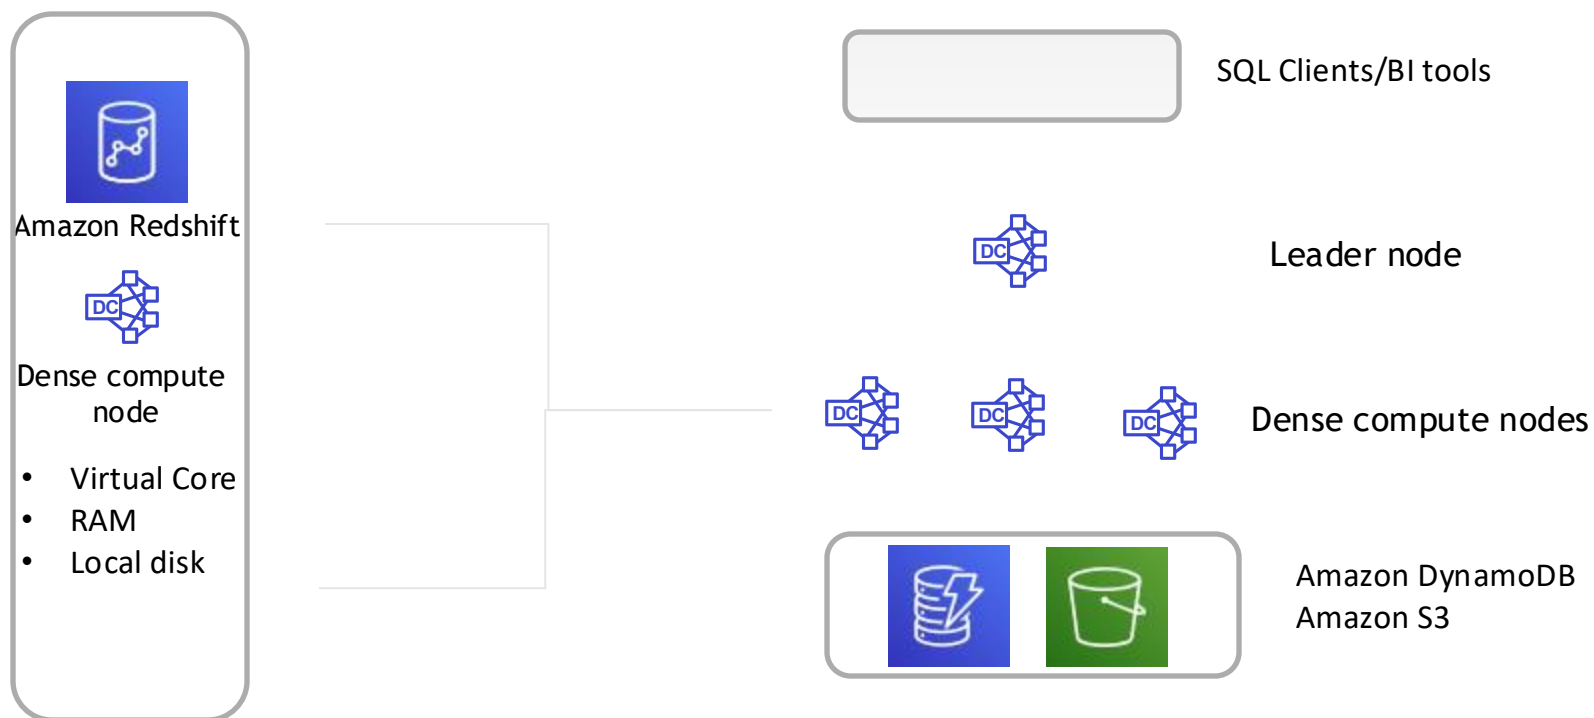 Amazon Redshift
DC
Dense compute
node
• Virtual Core
• RAM
• Local disk
SQL Clients/BI tools
DC
Leader node
DC
DC
DC
Dense compute nodes
Amazon DynamoDB
Amazon S3